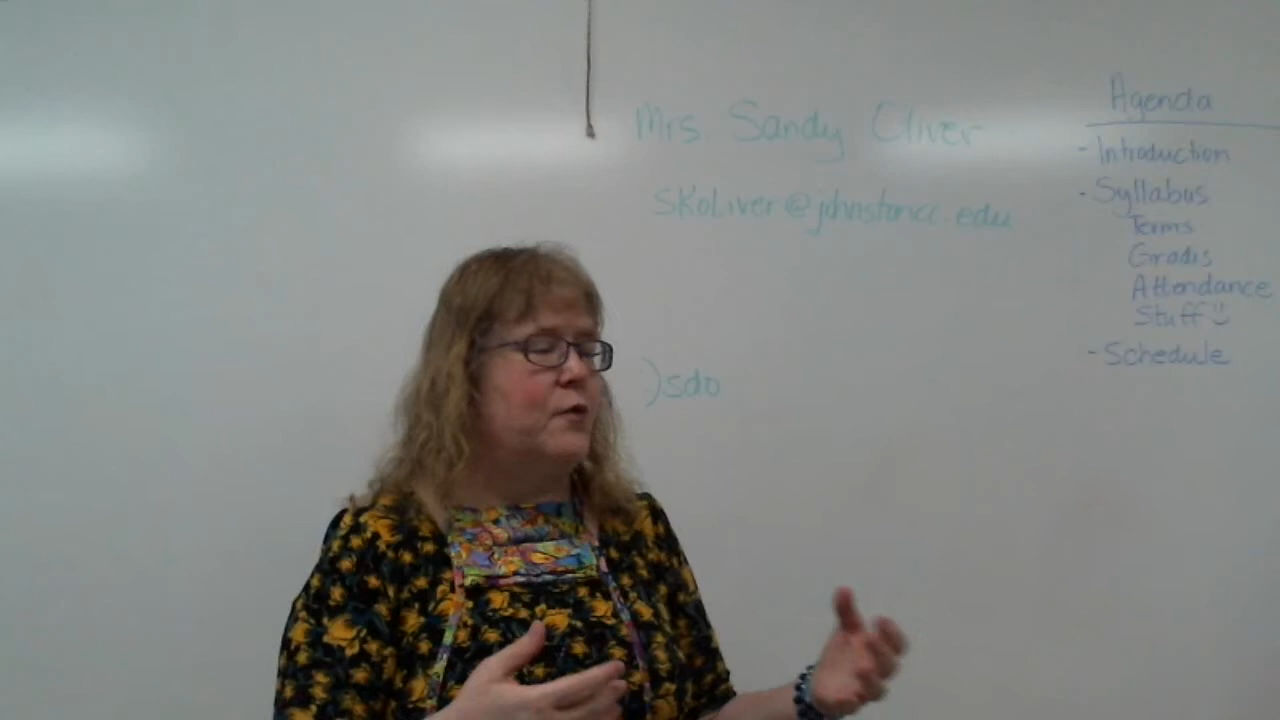 Mrs. Sandy Oliver
skoliver@johnstoncc.edu
)sdo
Agenda
- Introduction
- Syllabus
Terms
Grades
Attendance
Stuff :)
- Schedule